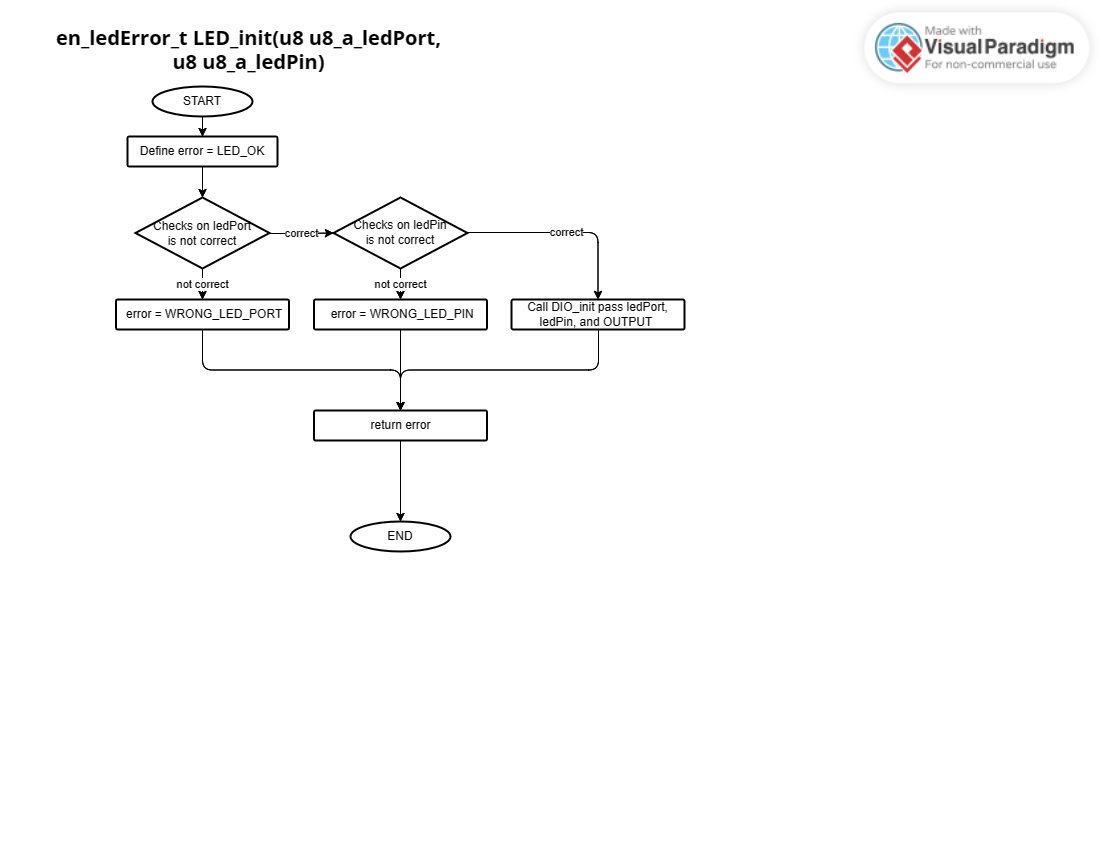 en_ledError_t LED_init(u8 u8_a_ledPort,
u8 u8_a_ledPin)
Made with
VisualParadigm
For non-commercial use
START
Define error = LED_OK
Checks on ledPort
is not correct
correct
Checks on ledPin
is not correct
correct
not correct
not correct
error = WRONG_LED_PORT
error = WRONG_LED_PIN
Call DIO_init pass ledPort,
ledPin, and OUTPUT
return error
END